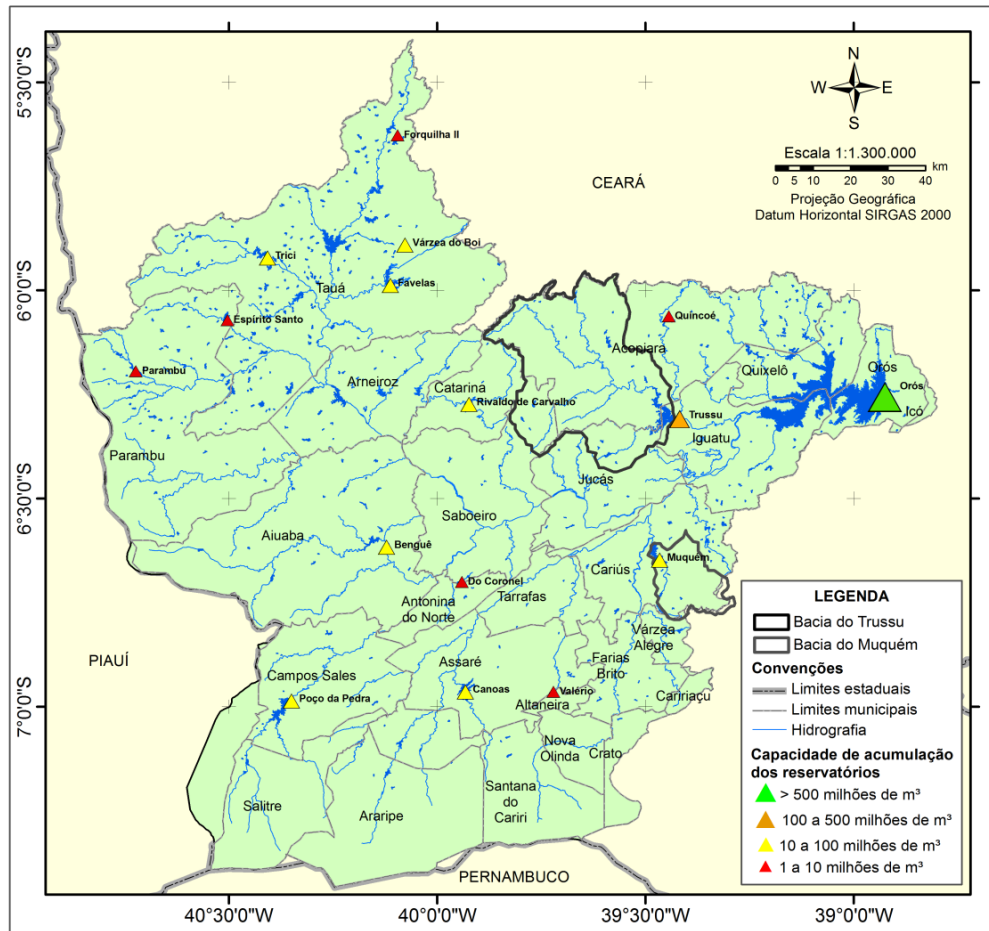 N
W E
S
Escala 1:1.300.000
km
0 5 10 20 30 40
Projeção Geográfica
Datum Horizontal SIRGAS 2000
5°30'0"S
6°0'0"S
6°30'0"S
7°0'0"S
CEARÁ
PIAUÍ
PERNAMBUCO
Forquilha II
Várzea do Boi
Trici
Favelas
Tauá
Espírito Santo
Quíncoé
Parambú
Acopiara
Quixelô
Orós
Orós
Icó
Arneiroz
Catarina
Rivaldo de Carvalho
Trussu
Iguatu
Parambu
Jucás
Saboeiro
Aiuaba
Benguê
Muquém
Cariús
Do Coronel
Tarrafas
Antonina
do Norte
Várzea
Alegre
Assaré
Farias
Brito
Campos Sales
Poço da Pedra
Canoas
Valério
Altaneira
Caririaçu
Nova
Olinda
Crato
Santana
do
Cariri
Salitre
Araripe
LEGENDA
Bacia do Trussu
Bacia do Muquém
Convenções
Limites estaduais
Limites municipais
Hidrografia
Capacidade de acumulação
dos reservatórios
> 500 milhões de m³
100 a 500 milhões de m³
10 a 100 milhões de m³
1 a 10 milhões de m³
40°30'0"W 40°0'0"W 39°30'0"W 39°0'0"W